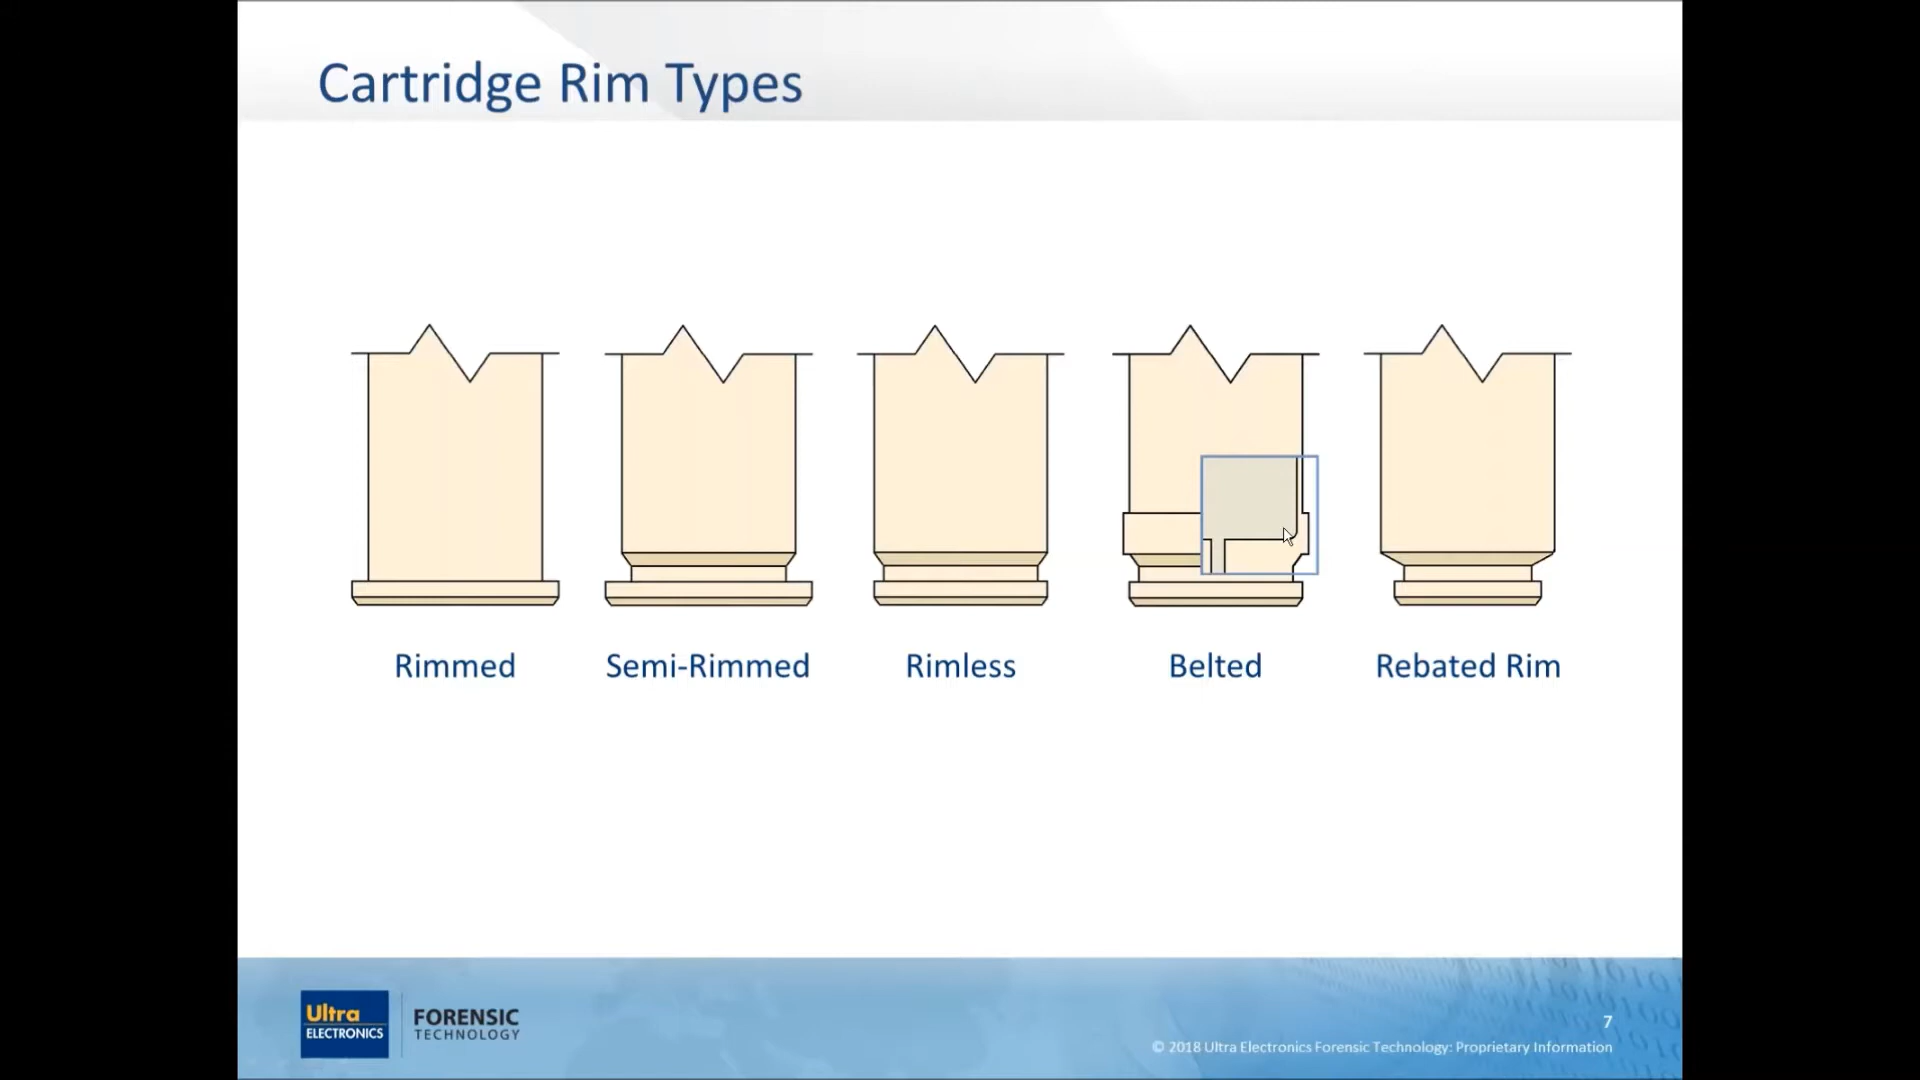 Cartridge Rim Types
Rimmed
Semi-Rimmed
Rimless
Belted
Rebated Rim
Ultra
ELECTRONICS
FORENSIC
TECHNOLOGY
7
© 2018 Ultra Electronics Forensic Technology: Proprietary Information